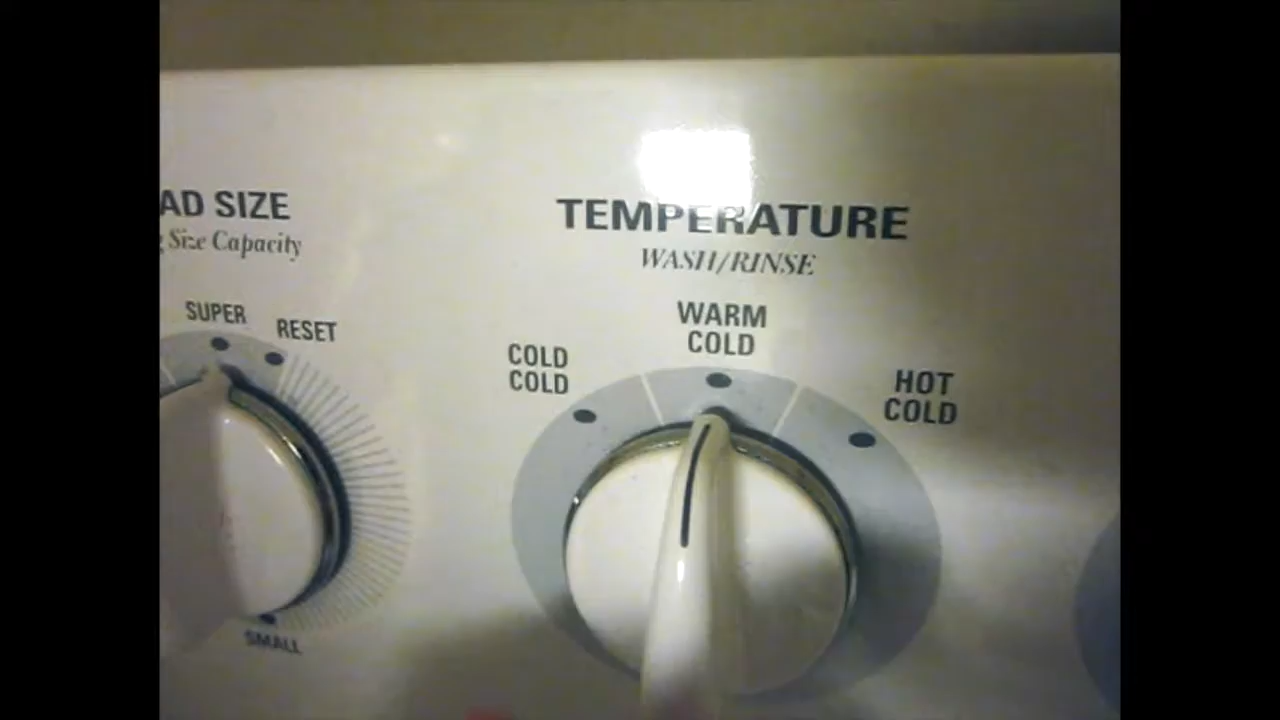 AD SIZE
Size Capacity
SUPER
RESET
SMALL
TEMPERATURE
WASH/RINSE
COLD
COLD
WARM
COLD
HOT
COLD